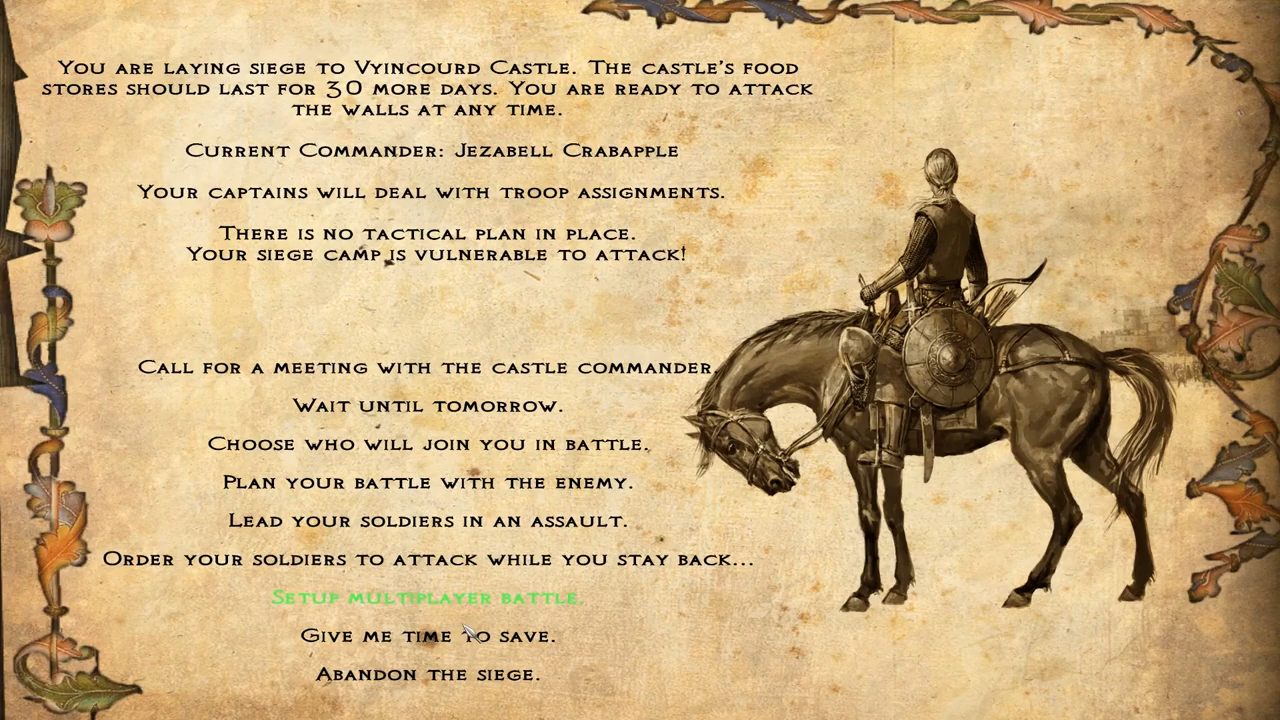 You are laying siege to Vyincourd Castle. The castle's food
stores should last for 30 more days. You are ready to attack
the walls at any time.
Current Commander: Jezabell Crabapple
Your captains will deal with troop assignments.
There is no tactical plan in place.
Your siege camp is vulnerable to attack!
Call for a meeting with the castle commander.
Wait until tomorrow.
Choose who will join you in battle.
Plan your battle with the enemy.
Lead your soldiers in an assault.
Order your soldiers to attack while you stay back...
Setup multiplayer battle.
Give me time to save.
Abandon the siege.